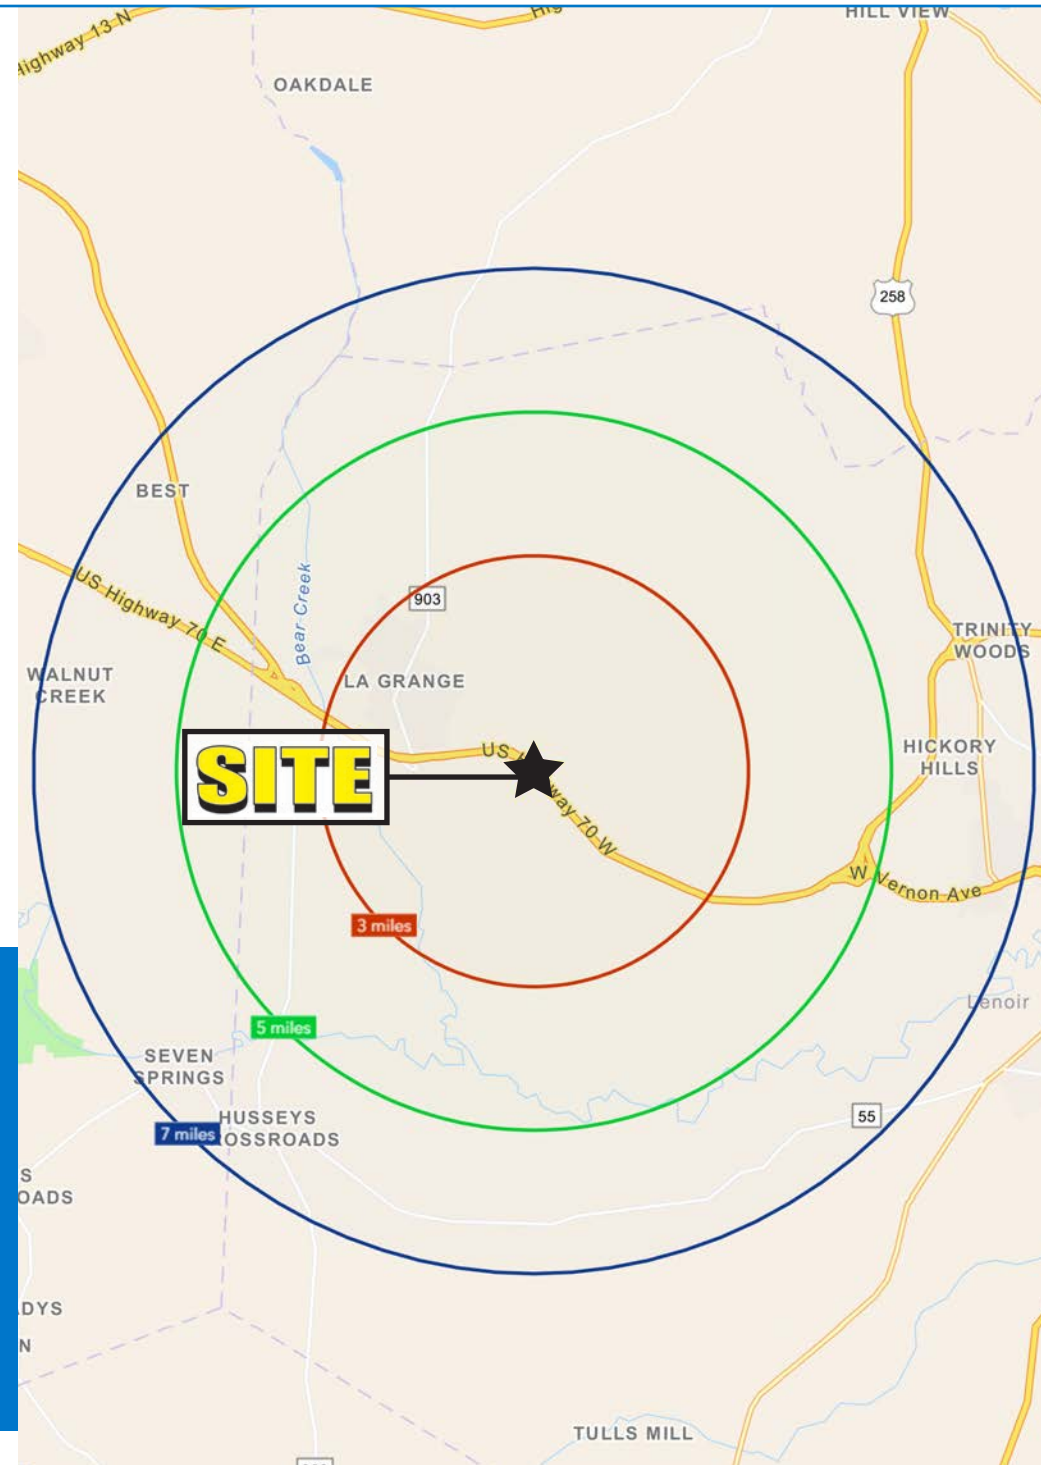 Highway 13 N
HILL VIEW
OAKDALE
258
BEST
US Highway 70 E
Bear Creek
903
TRINITY
WOODS
WALNUT
CREEK
LA GRANGE
HICKORY
HILLS
US
way 70 W
SITE
W Vernon Ave
3 miles
Lenoir
5 miles
SEVEN
SPRINGS
55
HUSSEYS
OSSROADS
7 miles
S
OADS
DYS
N
TULLS MILL